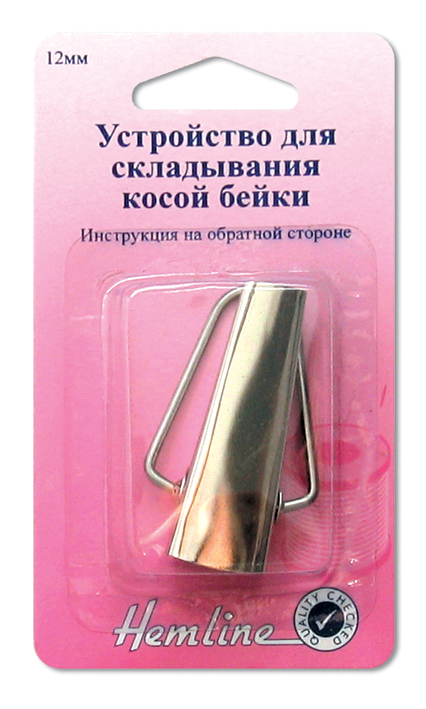 12мм
Устройство для
складывания
косой бейки
Инструкция на обратной стороне
Hemline
QUALITY CHECKED